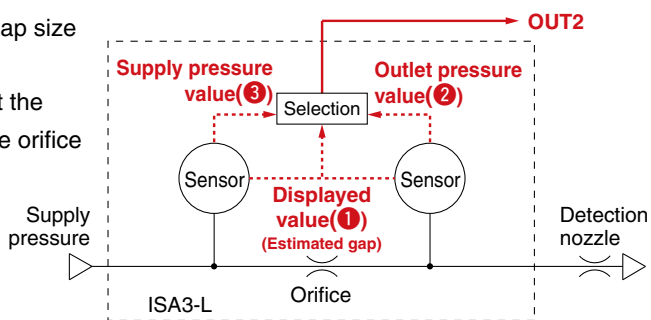 ap size
t the
e orifice
OUT2
Supply pressure
value(❸)
Outlet pressure
value(❷)
Selection
Sensor
Sensor
Displayed
value(❶)
(Estimated gap)
Supply
pressure
Detection
nozzle
Orifice
ISA3-L